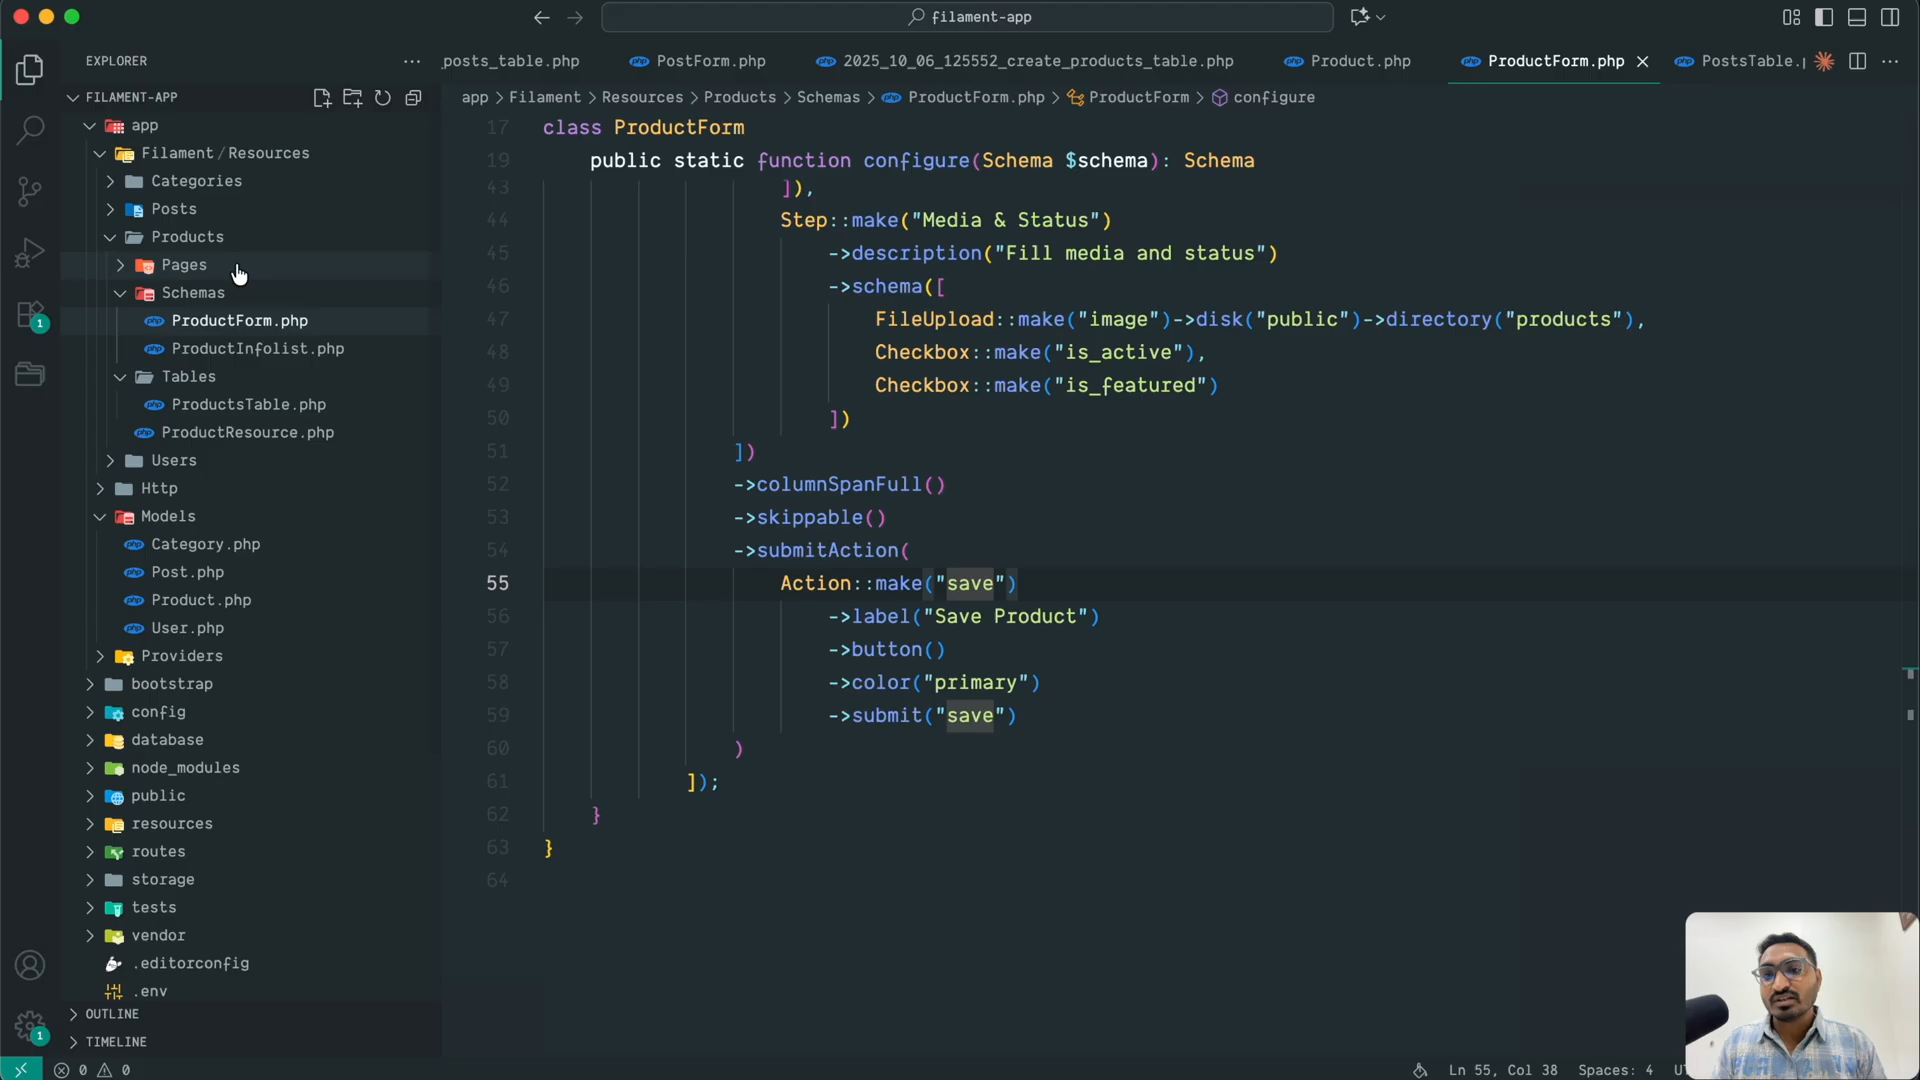 filament-app
EXPLORER
posts_table.php
PostForm.php
2025_10_06_125552_create_products_table.php
Product.php
ProductForm.php
PostsTable.
FILAMENT-APP
app > Filament > Resources > Products > Schemas > ProductForm.php > ProductForm > configure
app
Filament/Resources
Categories
Posts
Products
Pages
Schemas
ProductForm.php
ProductInfolist.php
Tables
ProductsTable.php
ProductResource.php
Users
Http
Models
Category.php
Post.php
Product.php
User.php
Providers
bootstrap
config
database
node_modules
public
resources
routes
storage
tests
vendor
.editorconfig
.env
OUTLINE
TIMELINE
17 class ProductForm
19 public static function configure(Schema $schema): Schema
43 ]),
44 Step::make("Media & Status")
45 ->description("Fill media and status")
46 ->schema([
47 FileUpload::make("image")->disk("public")->directory("products"),
48 Checkbox::make("is_active"),
49 Checkbox::make("is_featured")
50 ])
51 ])
52 ->columnSpanFull()
53 ->skippable()
54 ->submitAction(
55 Action::make("save")
56 ->label("Save Product")
57 ->button()
58 ->color("primary")
59 ->submit("save")
60 )
61 ]);
62 }
63 }
64
1
1
0 0
Ln 55, Col 38
Spaces: 4